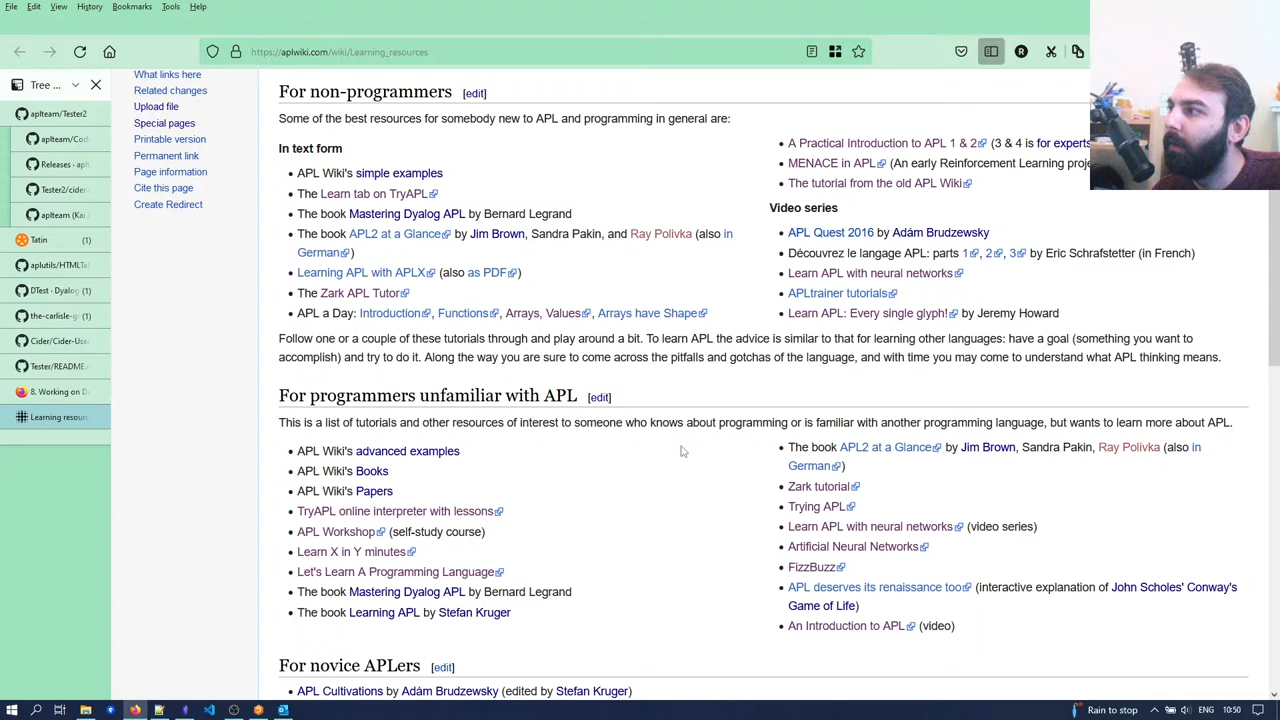 File Edit View History Bookmarks Tools Help
https://aplwiki.com/wiki/Learning_resources
Tree ...
aplteam/Tester2
aplteam/Cod
Releases · apl
Tester2/cider
aplteam (Kai
Tatin (1)
aplutils/HTMLTa
DTest · Dyalog (1)
the-carlisle-gr
Cider/Cider-User
Tester/README.
8. Working on D
Learning resour
What links here
Related changes
Upload file
Special pages
Printable version
Permanent link
Page information
Cite this page
Create Redirect
For non-programmers [edit]
Some of the best resources for somebody new to APL and programming in general are:
In text form
• APL Wiki's simple examples
• The Learn tab on TryAPL
• The book Mastering Dyalog APL by Bernard Legrand
• The book APL2 at a Glance by Jim Brown, Sandra Pakin, and Ray Polivka (also in
German)
• Learning APL with APLX (also as PDF)
• The Zark APL Tutor
• APL a Day: Introduction, Functions, Arrays, Values, Arrays have Shape
• A Practical Introduction to APL 1 & 2 (3 & 4 is for experts
• MENACE in APL (An early Reinforcement Learning proje
• The tutorial from the old APL Wiki
Video series
• APL Quest 2016 by Adám Brudzewsky
• Découvrez le langage APL: parts 1, 2, 3 by Eric Schrafstetter (in French)
• Learn APL with neural networks
• APLtrainer tutorials
• Learn APL: Every single glyph! by Jeremy Howard
Follow one or a couple of these tutorials through and play around a bit. To learn APL the advice is similar to that for learning other languages: have a goal (something you want to
accomplish) and try to do it. Along the way you are sure to come across the pitfalls and gotchas of the language, and with time you may come to understand what APL thinking means.
For programmers unfamiliar with APL [edit]
This is a list of tutorials and other resources of interest to someone who knows about programming or is familiar with another programming language, but wants to learn more about APL.
• APL Wiki's advanced examples
• APL Wiki's Books
• APL Wiki's Papers
• TryAPL online interpreter with lessons
• APL Workshop (self-study course)
• Learn X in Y minutes
• Let's Learn A Programming Language
• The book Mastering Dyalog APL by Bernard Legrand
• The book Learning APL by Stefan Kruger
• The book APL2 at a Glance by Jim Brown, Sandra Pakin, Ray Polivka (also in
German)
• Zark tutorial
• Trying APL
• Learn APL with neural networks (video series)
• Artificial Neural Networks
• FizzBuzz
• APL deserves its renaissance too (interactive explanation of John Scholes' Conway's
Game of Life)
• An Introduction to APL (video)
For novice APLers [edit]
• APL Cultivations by Adám Brudzewsky (edited by Stefan Kruger)
Rain to stop ENG 10:50